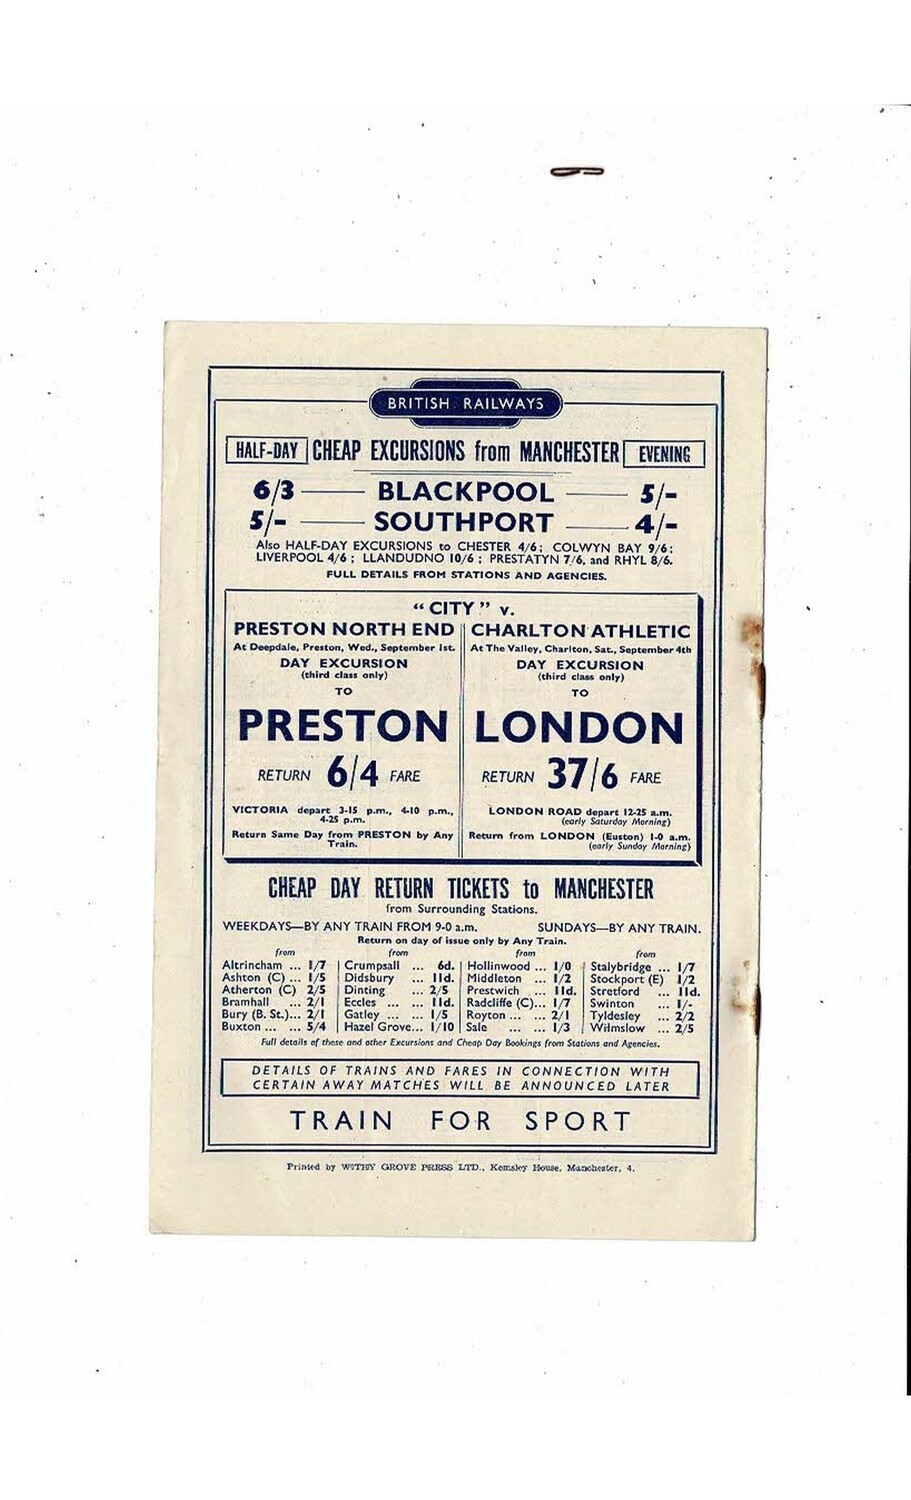 BRITISH RAILWAYS
HALF-DAY CHEAP EXCURSIONS from MANCHESTER EVENING
6/3 BLACKPOOL 5/-
5/- SOUTHPORT 4/-
Also HALF-DAY EXCURSIONS to CHESTER 4/6; COLWYN BAY 9/6;
LIVERPOOL 4/6; LLANDUDNO 10/6; PRESTATYN 7/6, and RHYL 8/6.
FULL DETAILS FROM STATIONS AND AGENCIES.
"CITY" v.
PRESTON NORTH END
At Deepdale, Preston, Wed., September 1st.
DAY EXCURSION
(third class only)
TO
PRESTON
RETURN 6/4 FARE
VICTORIA depart 3-15 p.m., 4-10 p.m.,
4-25 p.m.
Return Same Day from PRESTON by Any
Train.
CHARLTON ATHLETIC
At The Valley, Charlton, Sat., September 4th
DAY EXCURSION
(third class only)
TO
LONDON
RETURN 37/6 FARE
LONDON ROAD depart 12-25 a.m.
(early Saturday Morning)
Return from LONDON (Euston) 1-0 a.m.
(early Sunday Morning)
CHEAP DAY RETURN TICKETS to MANCHESTER
from Surrounding Stations.
WEEKDAYS—BY ANY TRAIN FROM 9-0 a.m. SUNDAYS—BY ANY TRAIN.
Return on day of issue only by Any Train.
from from from from
Altrincham ... 1/7 Crumpsall ... 6d. Hollinwood ... 1/0 Stalybridge ... 1/7
Ashton (C) ... 1/5 Didsbury ... 11d. Middleton ... 1/2 Stockport (E) 1/2
Atherton (C) 2/5 Dinting ... 2/5 Prestwich ... 11d. Stretford ... 11d.
Bramhall ... 2/1 Eccles ... ... 11d. Radcliffe (C)... 1/7 Swinton ... 1/-
Bury (B. St.)... 2/1 Gatley ... ... 1/5 Royton ... ... 2/1 Tyldesley ... 2/2
Buxton ... ... 5/4 Hazel Grove... 1/10 Sale ... ... 1/3 Wilmslow ... 2/5
Full details of these and other Excursions and Cheap Day Bookings from Stations and Agencies.
DETAILS OF TRAINS AND FARES IN CONNECTION WITH
CERTAIN AWAY MATCHES WILL BE ANNOUNCED LATER
TRAIN FOR SPORT
Printed by WITHY GROVE PRESS LTD., Kemsley House, Manchester, 4.